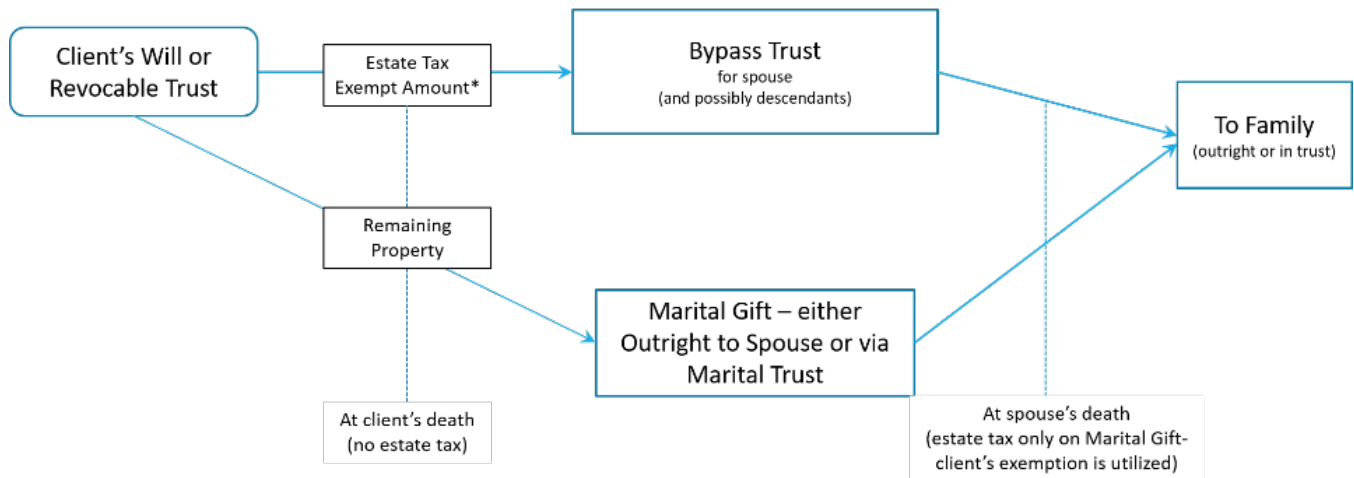 Client's Will or
Revocable Trust
Estate Tax
Exempt Amount*
Bypass Trust
for spouse
(and possibly descendants)
To Family
(outright or in trust)
Remaining
Property
Marital Gift – either
Outright to Spouse or via
Marital Trust
At client's death
(no estate tax)
At spouse's death
(estate tax only on Marital Gift-
client's exemption is utilized)